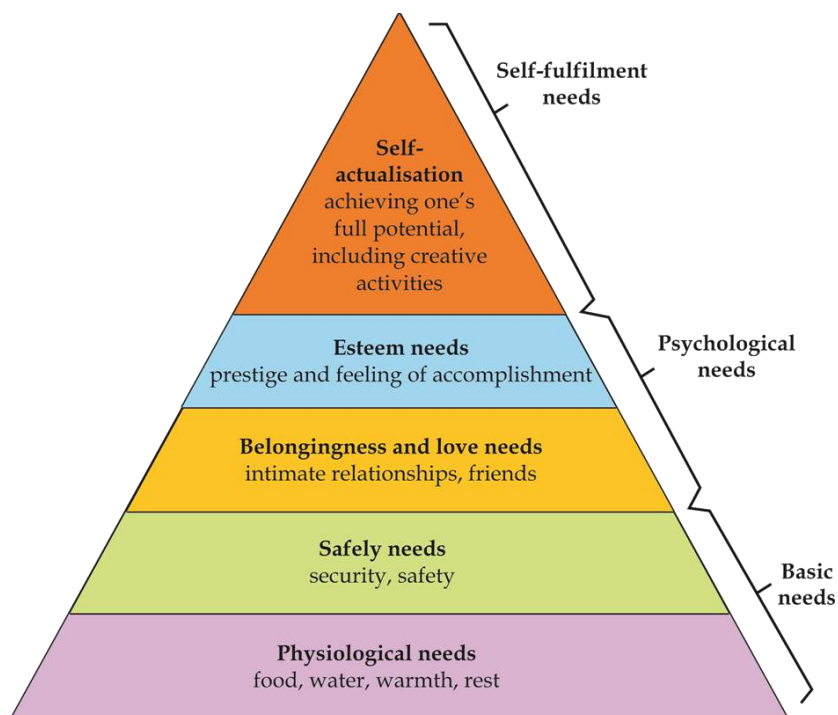 Self-fulfilment
needs
Self-
actualisation
achieving one's
full potential,
including creative
activities
Esteem needs
prestige and feeling of accomplishment
Psychological
needs
Belongingness and love needs
intimate relationships, friends
Safely needs
security, safety
Basic
needs
Physiological needs
food, water, warmth, rest